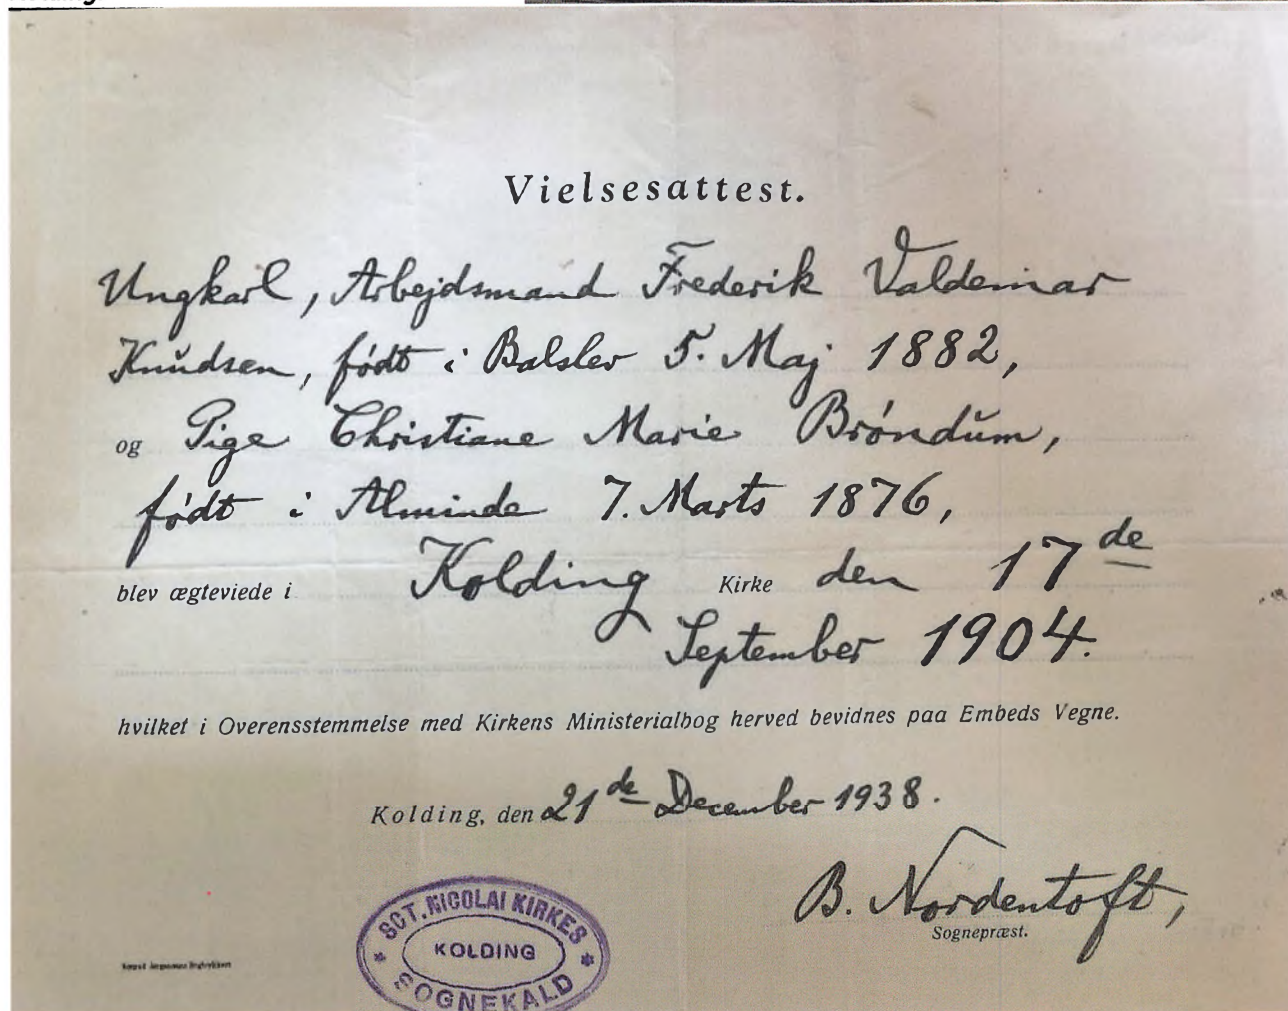 Vielsesattest.
Ungkarl, Arbejdsmand Frederik Valdemar
Knŭdsen, født i Balslev 5. Maj 1882,
og Pige Christiane Marie Brøndŭm,
født i Alminde 7. Marts 1876,
blev ægteviede i Kolding Kirke den 17de
September 1904.
hvilket i Overensstemmelse med Kirkens Ministerialbog herved bevidnes paa Embeds Vegne.
Kolding, den 21de December 1938.
B. Nordentoft,
Sognepræst.
SCT. NICOLAI KIRKES
KOLDING
SOGNEKALD